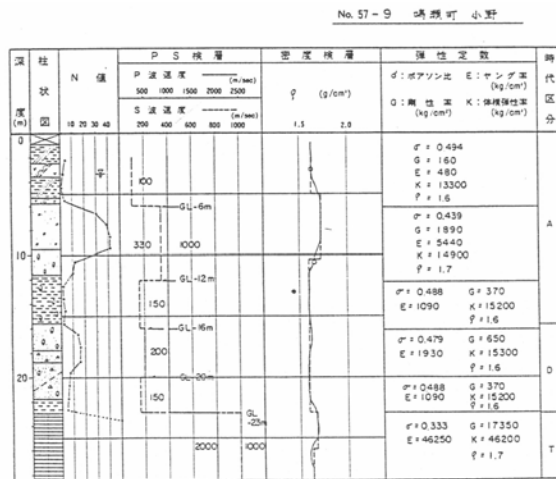 No. 57-9 鳴瀬町 小野
深度(m)
柱状図
N 値
10 20 30 40
P S 検層
P 波速度 (m/sec)
500 1000 1500 2000 2500
S 波速度
200 400 600 800 1000
密度検層
ρ (g/cm³)
1.5 2.0
弾性定数
σ:ポアソン比 E:ヤング率 (kg/cm²)
G:剛性率 (kg/cm²) K:体積弾性率 (kg/cm²)
時代区分
0
10
20
100
GL-6m
330 1000
GL-12m
150
GL-16m
200
GL-20m
150
GL-23m
2000 1000
σ = 0.494
G = 160
E = 480
K = 13300
ρ = 1.6
σ = 0.439
G = 1890
E = 5440
K = 14900
ρ = 1.7
A
σ = 0.488 G = 370
E = 1090 K = 15200
ρ = 1.6
σ = 0.479 G = 650
E = 1930 K = 15300
ρ = 1.6
D
σ = 0.488 G = 370
E = 1090 K = 15200
ρ = 1.6
σ = 0.333 G = 17350
E = 46250 K = 46200
ρ = 1.7
T